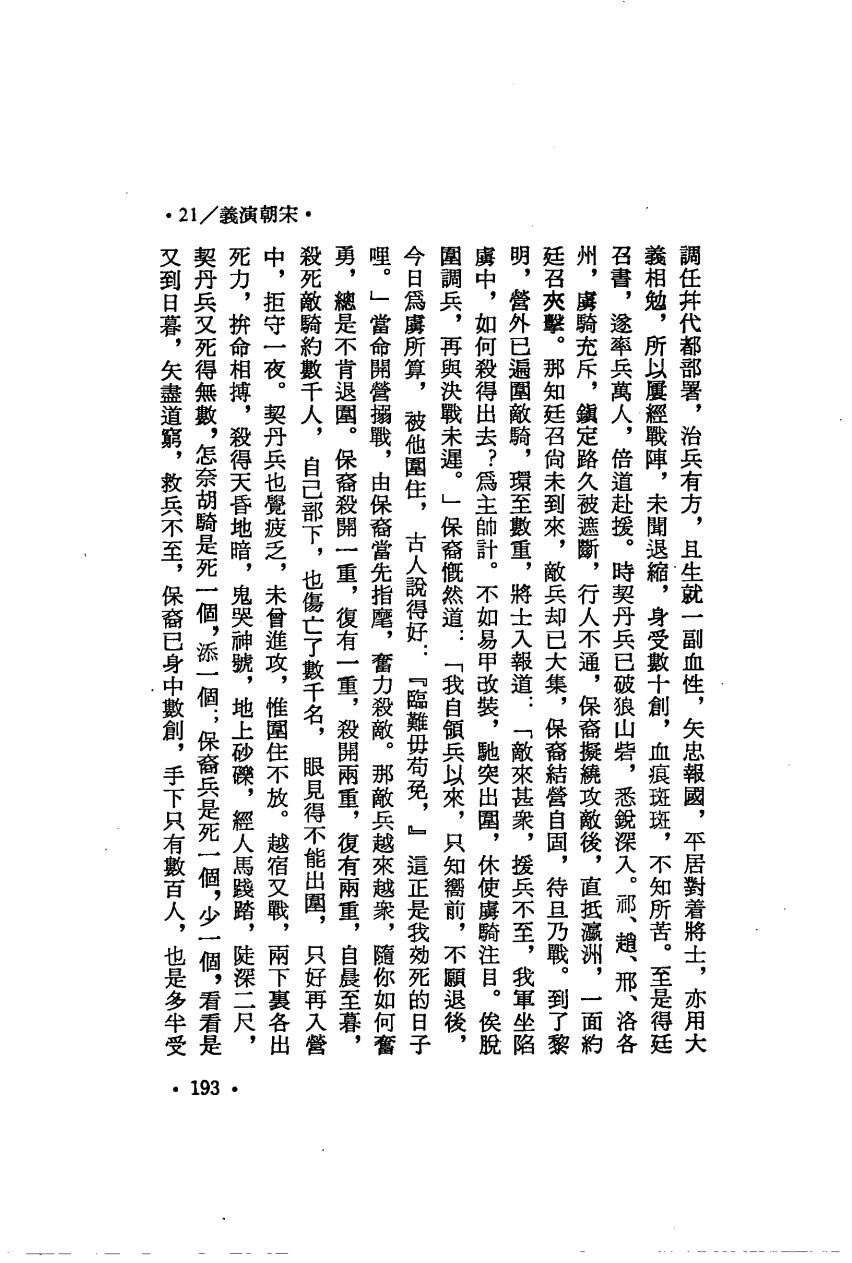 •21／義演朝宋•
調任幷代都部署，治兵有方，且生就一副血性，矢忠報國，平居對着將士，亦用大
義相勉，所以屢經戰陣，未聞退縮，身受數十創，血痕斑斑，不知所苦。至是得廷
召書，遂率兵萬人，倍道赴援。時契丹兵已破狼山砦，悉銳深入。祁、趙、邢、洛各
州，虜騎充斥，鎭定路久被遮斷，行人不通，保裔擬繞攻敵後，直抵瀛洲，一面約
廷召夾擊。那知廷召尙未到來，敵兵却已大集，保裔結營自固，待旦乃戰。到了黎
明，營外已遍圍敵騎，環至數重，將士入報道：「敵來甚衆，援兵不至，我軍坐陷
虜中，如何殺得出去？爲主帥計。不如易甲改裝，馳突出圍，休使虜騎注目。俟脫
圍調兵，再與決戰未遲。」保裔慨然道：「我自領兵以來，只知嚮前，不願退後，
今日爲虜所算，被他圍住，古人說得好：『臨難毋苟免，』這正是我効死的日子
哩。」當命開營搦戰，由保裔當先指麾，奮力殺敵。那敵兵越來越衆，隨你如何奮
勇，總是不肯退圍。保裔殺開一重，復有一重，殺開兩重，復有兩重，自晨至暮，
殺死敵騎約數千人，自己部下，也傷亡了數千名，眼見得不能出圍，只好再入營
中，拒守一夜。契丹兵也覺疲乏，未曾進攻，惟圍住不放。越宿又戰，兩下裏各出
死力，拚命相搏，殺得天昏地暗，鬼哭神號，地上砂礫，經人馬踐踏，陡深二尺，
契丹兵又死得無數，怎奈胡騎是死一個，添一個；保裔兵是死一個，少一個，看看是
又到日暮，矢盡道窮，救兵不至，保裔已身中數創，手下只有數百人，也是多半受
•193•